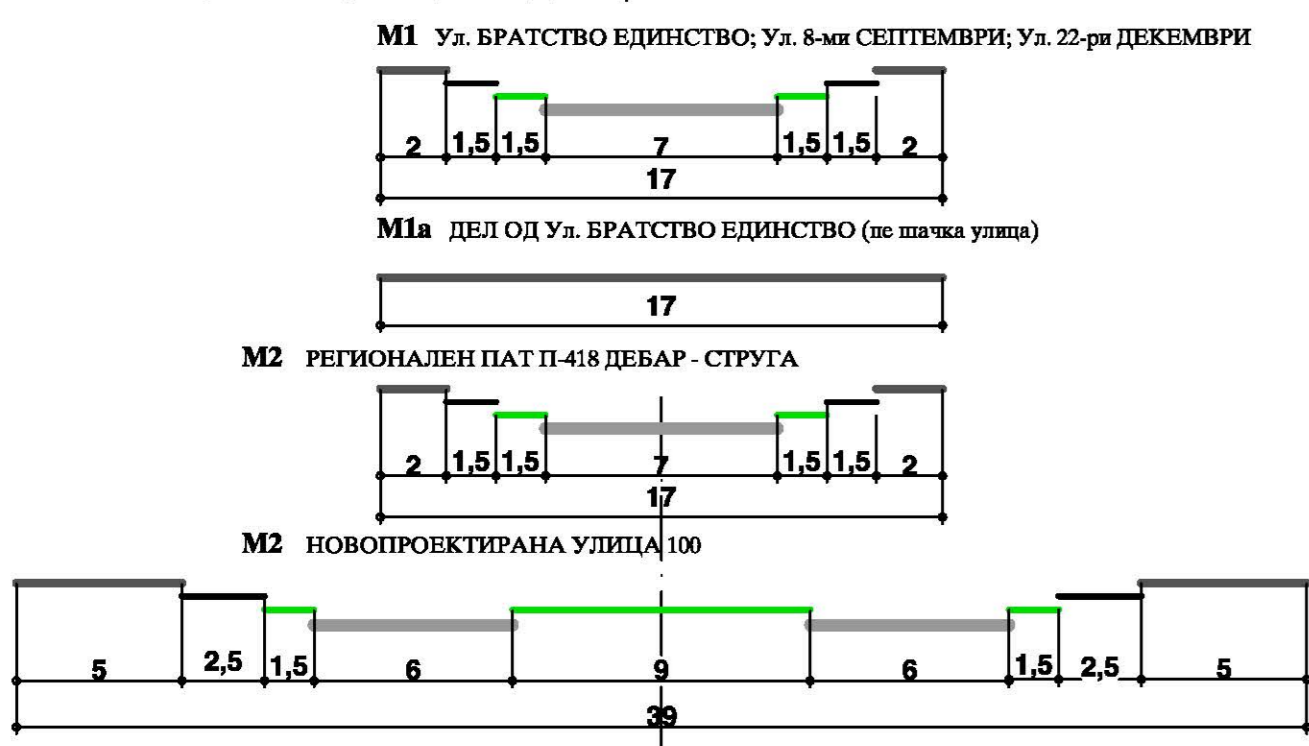 M1 Ул. БРАТСТВО ЕДИНСТВО; Ул. 8-ми СЕПТЕМВРИ; Ул. 22-ри ДЕКЕМВРИ
2 1,5 1,5 7 1,5 1,5 2
17
M1a ДЕЛ ОД Ул. БРАТСТВО ЕДИНСТВО (пе шачка улица)
17
M2 РЕГИОНАЛЕН ПАТ П-418 ДЕБАР - СТРУГА
2 1,5 1,5 7 1,5 1,5 2
17
M2 НОВОПРОЕКТИРАНА УЛИЦА 100
5 2,5 1,5 6 9 6 1,5 2,5 5
39